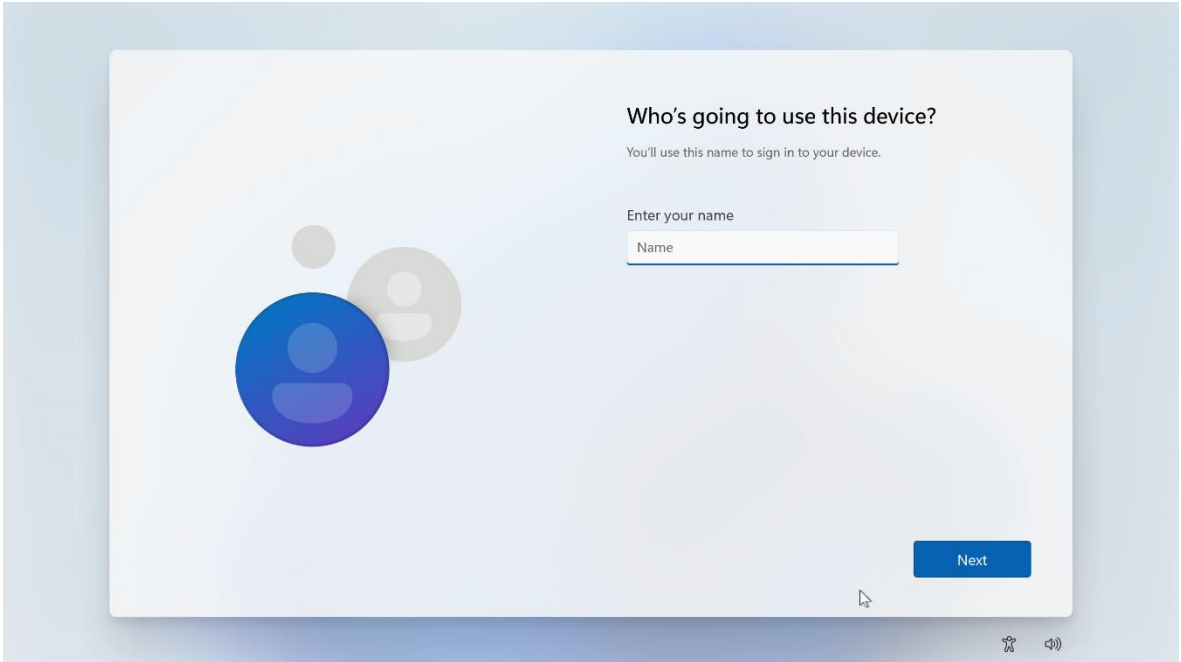 Who's going to use this device?
You'll use this name to sign in to your device.
Enter your name
Name
Next